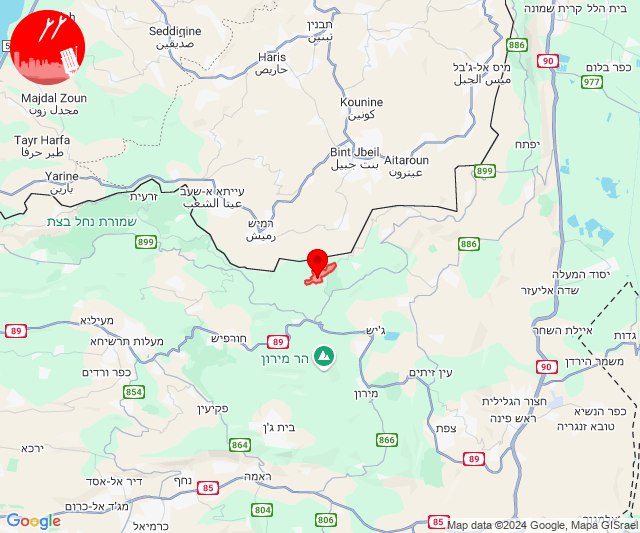 תבנין
تبنين
בית הלל קרית שמונה
Seddigine
صديقين
886
Haris
حاريص
90
מיס אל-ג'בל
ميس الجبل
כפר בלום
977
Majdal Zoun
مجدل زون
Kounine
كونين
Tayr Harfa
طير حرفا
Bint Jbeil
بنت جبيل
Aitaroun
عيترون
יפתח
899
Yarine
يارين
עייתא א-שעב
عيتا الشعب
זרעית
שמורת נחל בצת
רמיש
رميش
899
886
יסוד המעלה
שדה אליעזר
89
מעיליא
מעלות תרשיחא
חורפיש
89
ג'יש
איילת השחר
גדות
הר מירון
90
משמר הירדן
כפר ורדים
854
עין זיתים
מירון
חצור הגלילית
ראש פינה
כפר הנשיא
טובא זנגריה
פקיעין
בית ג'ן
צפת
864
866
ירכא
89
דיר אל-אסד
נחף
85
ראמה
מג'ד אל-כרום
כרמיאל
804
806
85
Google
Map data ©2024 Google, Mapa GISrael